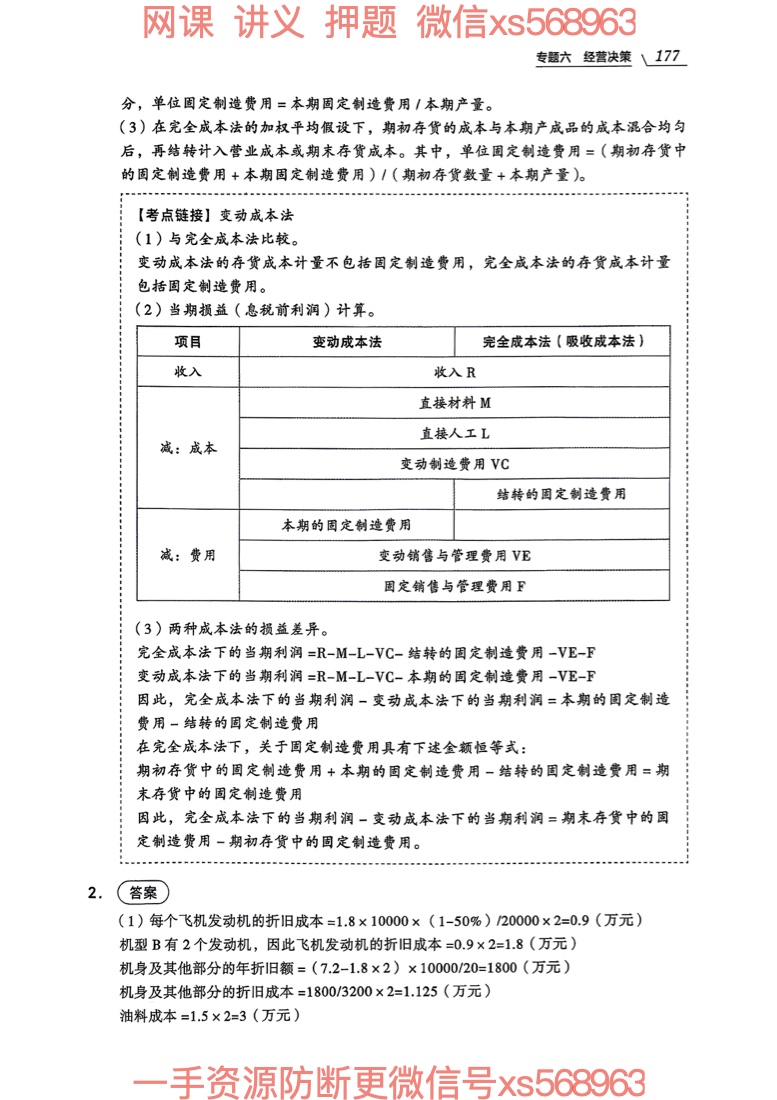 网课 讲义 押题 微信xs568963
专题六 经营决策 177
分，单位固定制造费用=本期固定制造费用/本期产量。
（3）在完全成本法的加权平均假设下，期初存货的成本与本期产成品的成本混合均匀
后，再结转计入营业成本或期末存货成本。其中，单位固定制造费用=（期初存货中
的固定制造费用+本期固定制造费用）/（期初存货数量+本期产量）。
【考点链接】变动成本法
（1）与完全成本法比较。
变动成本法的存货成本计量不包括固定制造费用，完全成本法的存货成本计量
包括固定制造费用。
（2）当期损益（息税前利润）计算。
项目 变动成本法 完全成本法（吸收成本法）
收入 收入R
减：成本
直接材料M
直接人工L
变动制造费用VC
结转的固定制造费用
减：费用
本期的固定制造费用
变动销售与管理费用VE
固定销售与管理费用F
（3）两种成本法的损益差异。
完全成本法下的当期利润=R-M-L-VC-结转的固定制造费用-VE-F
变动成本法下的当期利润=R-M-L-VC-本期的固定制造费用-VE-F
因此，完全成本法下的当期利润-变动成本法下的当期利润=本期的固定制造
费用-结转的固定制造费用
在完全成本法下，关于固定制造费用具有下述金额恒等式：
期初存货中的固定制造费用+本期的固定制造费用-结转的固定制造费用=期
末存货中的固定制造费用
因此，完全成本法下的当期利润-变动成本法下的当期利润=期末存货中的固
定制造费用-期初存货中的固定制造费用。
2. 答案
（1）每个飞机发动机的折旧成本=1.8×10000×（1-50%）/20000×2=0.9（万元）
机型B有2个发动机，因此飞机发动机的折旧成本=0.9×2=1.8（万元）
机身及其他部分的年折旧额=（7.2-1.8×2）×10000/20=1800（万元）
机身及其他部分的折旧成本=1800/3200×2=1.125（万元）
油料成本=1.5×2=3（万元）
一手资源防断更微信号xs568963